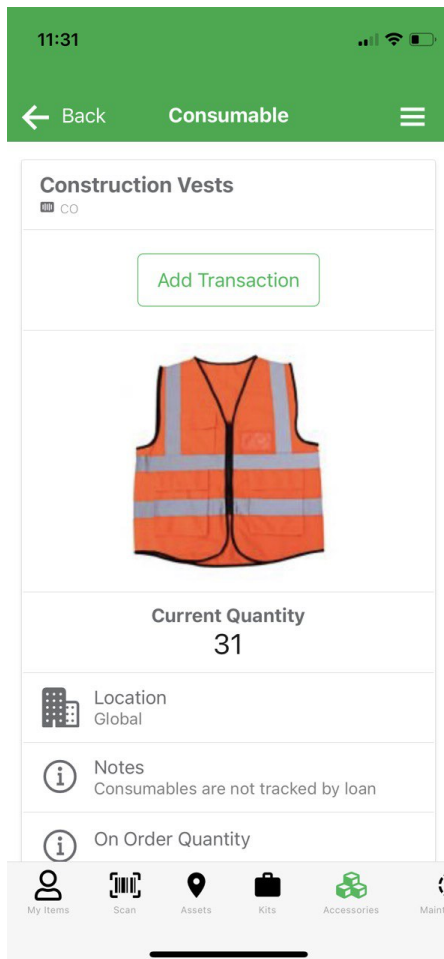 11:31
Back Consumable
Construction Vests
CO
Add Transaction
Current Quantity
31
Location
Global
Notes
Consumables are not tracked by loan
On Order Quantity
My Items Scan Assets Kits Accessories Maint